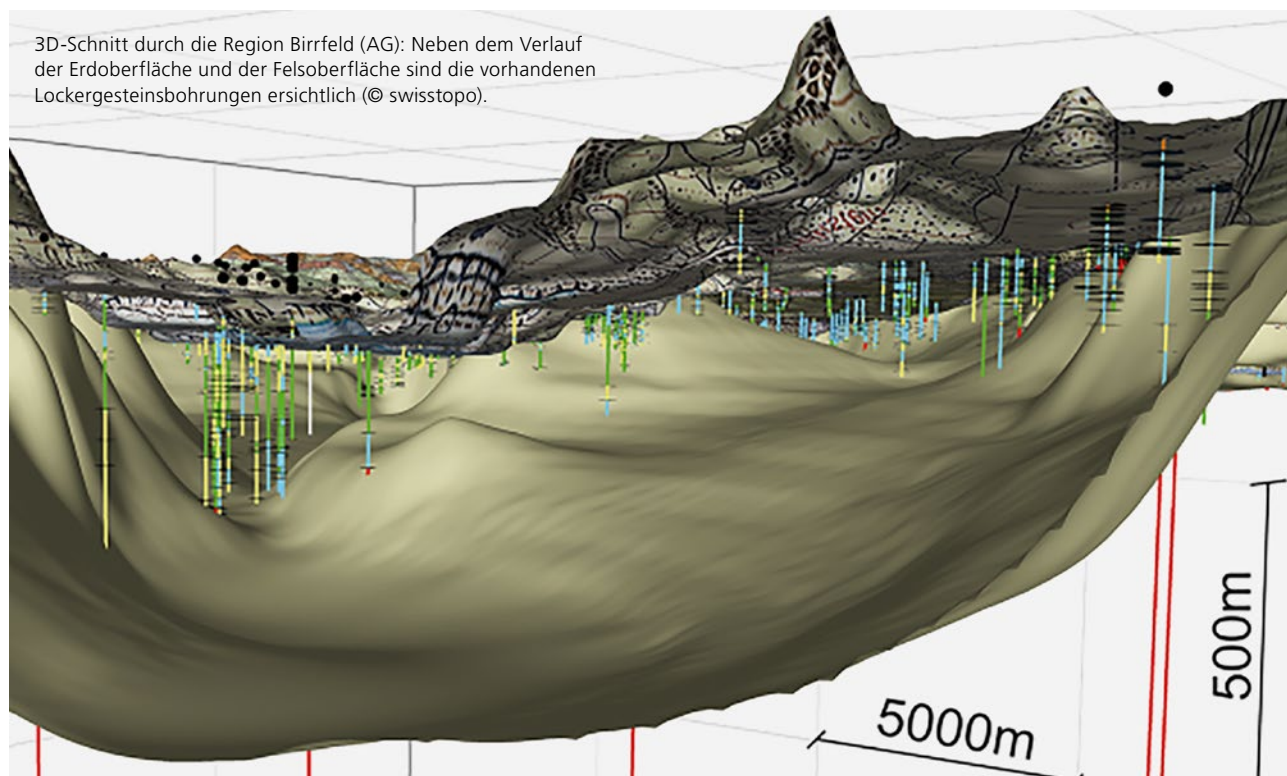 3D-Schnitt durch die Region Birrfeld (AG): Neben dem Verlauf
der Erdoberfläche und der Felsoberfläche sind die vorhandenen
Lockergesteinsbohrungen ersichtlich (© swisstopo).
500m
5000m